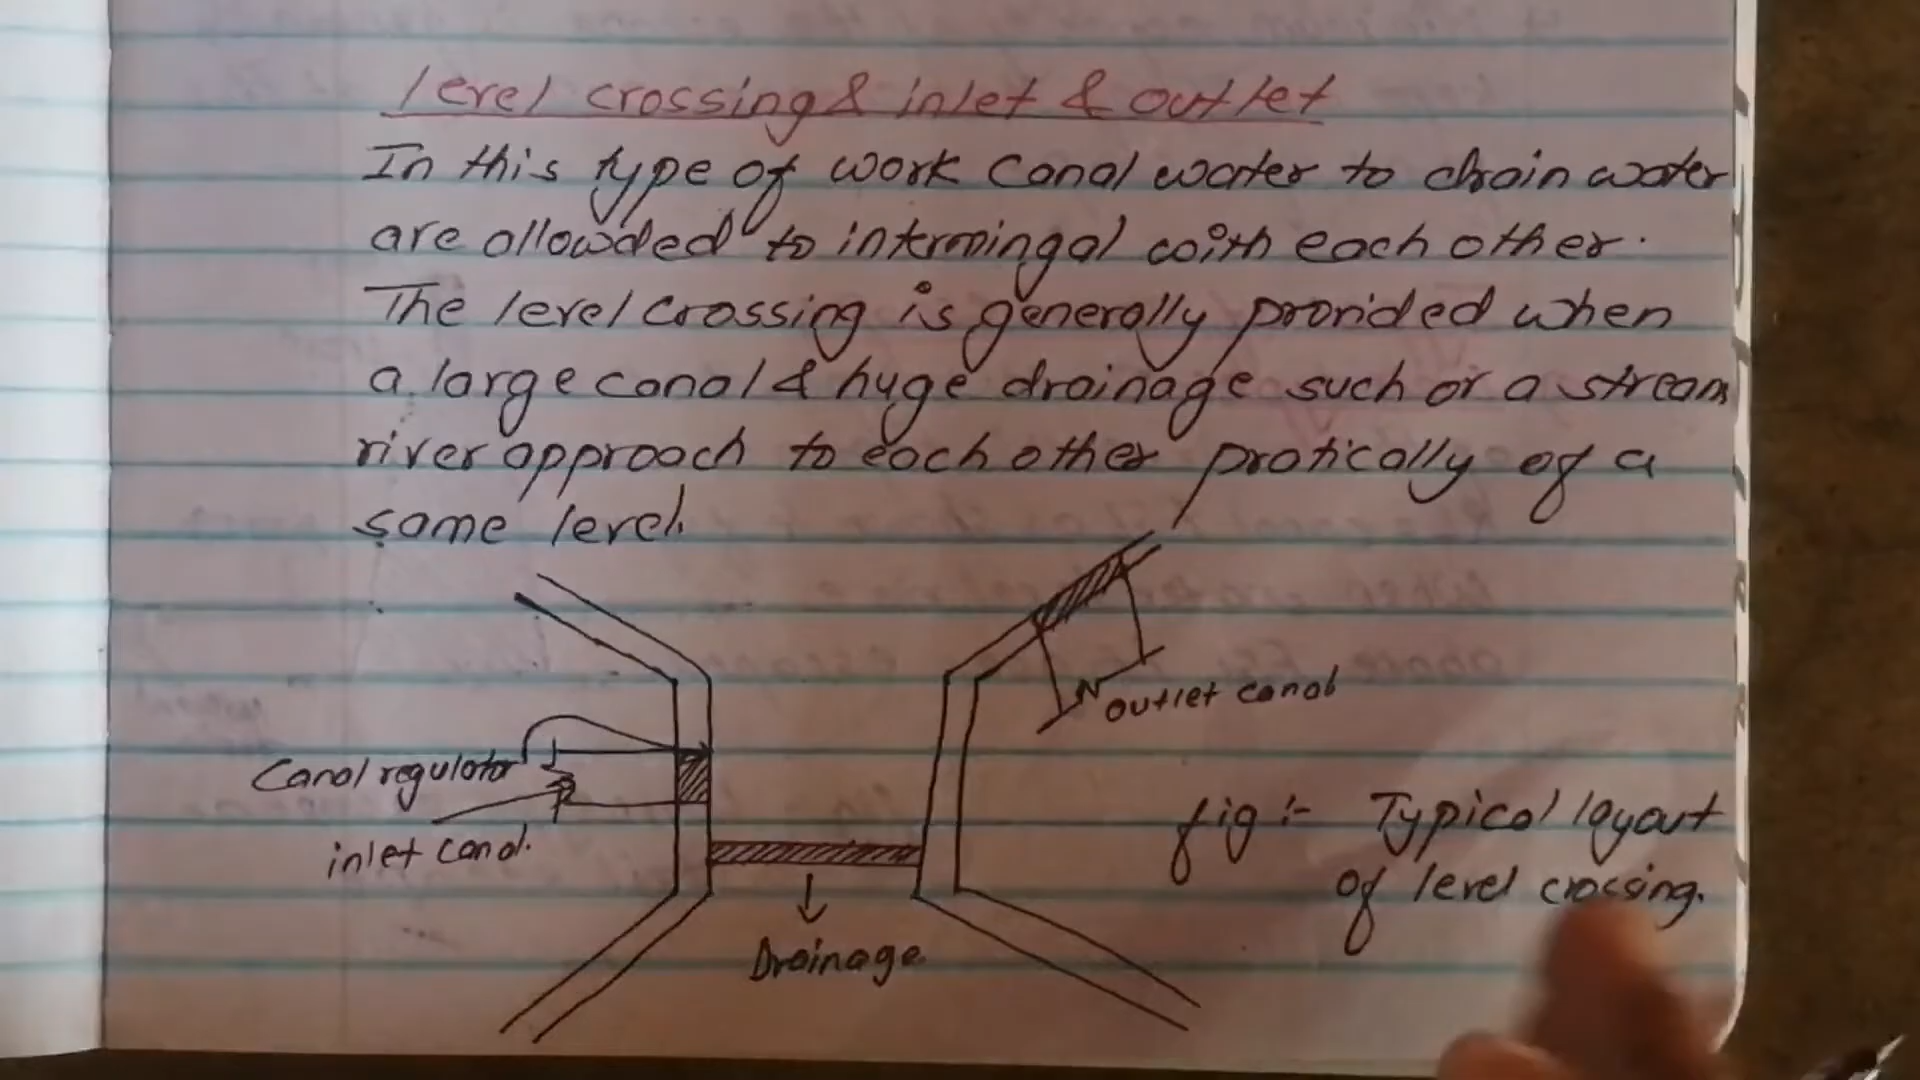 level crossing & inlet & outlet
In this type of work canal water to drain water
are allowded to intermingal with each other.
The level crossing is generally provided when
a large canal & huge drainage such or a stream
river approach to each other pratically of a
same level.
outlet canal
Canal regulator
inlet canal.
fig :- Typical layout
of level crossing.
Drainage